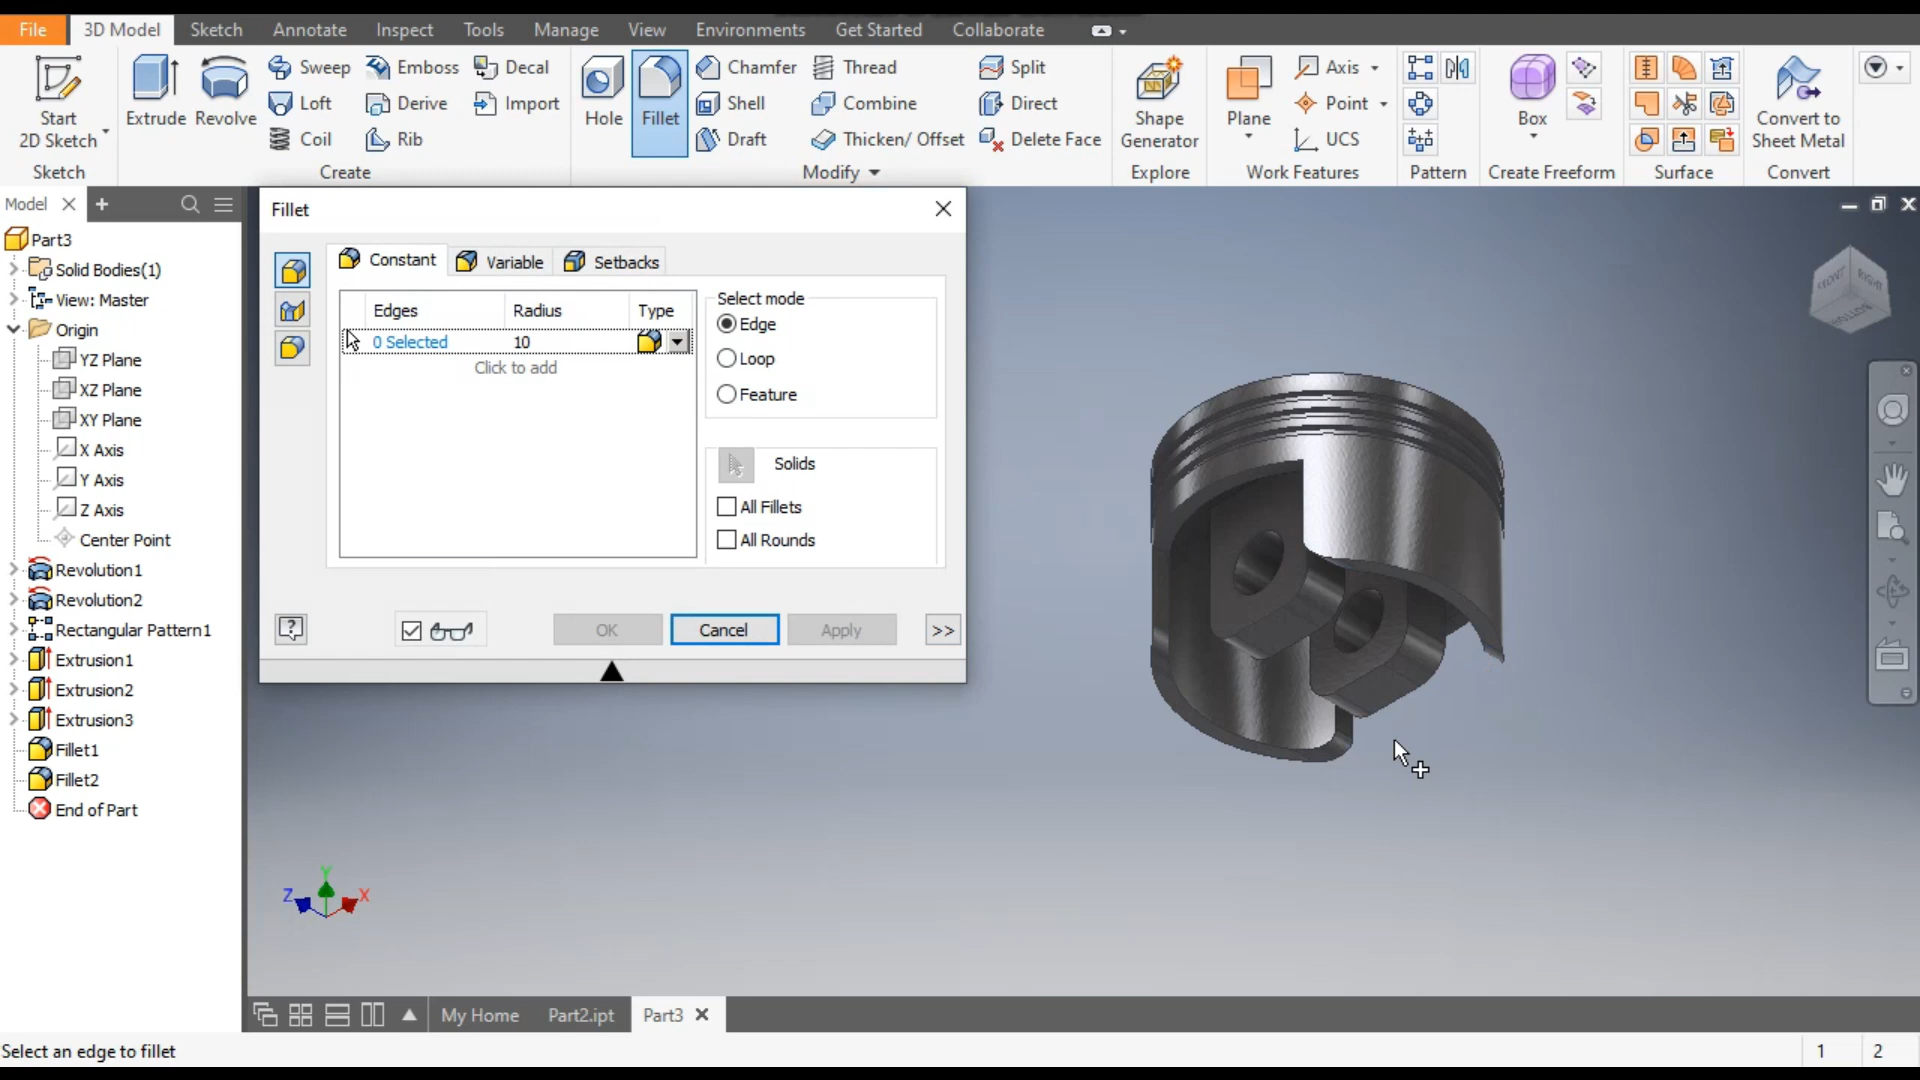 File 3D Model Sketch Annotate Inspect Tools Manage View Environments Get Started Collaborate
Start
2D Sketch
Extrude
Revolve
Sweep
Loft
Coil
Emboss
Derive
Rib
Decal
Import
Hole
Fillet
Chamfer
Shell
Draft
Thread
Combine
Thicken/ Offset
Split
Direct
Delete Face
Shape
Generator
Plane
Axis
Point
UCS
Box
Convert to
Sheet Metal
Sketch Create Modify Explore Work Features Pattern Create Freeform Surface Convert
Model
Part3
Solid Bodies(1)
View: Master
Origin
YZ Plane
XZ Plane
XY Plane
X Axis
Y Axis
Z Axis
Center Point
Revolution1
Revolution2
Rectangular Pattern1
Extrusion1
Extrusion2
Extrusion3
Fillet1
Fillet2
End of Part
Fillet
Constant Variable Setbacks
Edges Radius Type
0 Selected 10
Click to add
Select mode
Edge
Loop
Feature
Solids
All Fillets
All Rounds
OK Cancel Apply >>
FRONT RIGHT
BOTTOM
Y
Z X
My Home Part2.ipt Part3
Select an edge to fillet 1 2